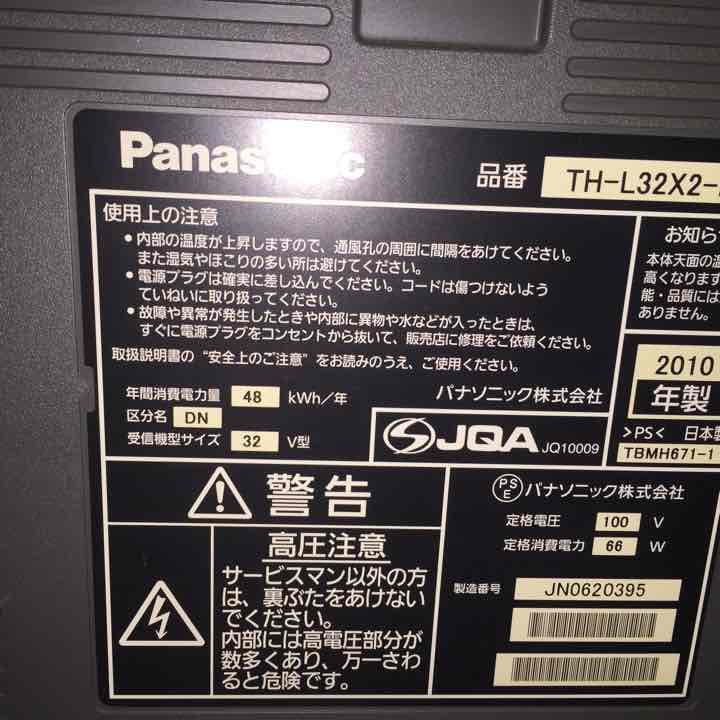 Panasonic
品番 TH-L32X2-
使用上の注意
•内部の温度が上昇しますので、通風孔の周囲に間隔をあけてください。
また湿気やほこりの多い所は避けてください。
•電源プラグは確実に差し込んでください。コードは傷つけないよう
ていねいに取り扱ってください。
•故障や異常が発生したときや内部に異物や水などが入ったときは、
すぐに電源プラグをコンセントから抜いて、販売店に修理をご依頼ください。
取扱説明書の "安全上のご注意" をお読みのうえ、ご使用ください。
年間消費電力量 48 kWh/年
区分名 DN
受信機型サイズ 32 V型
パナソニック株式会社
JQA JQ10009
お知ら
本体天面の温
高くなります
能・品質には
ありません。
2010
年製
>PS< 日本製
TBMH671-1
警告
高圧注意
サービスマン以外の方
は、裏ぶたをあけない
でください。
内部には高電圧部分が
数多くあり、万一さわ
ると危険です。
PSE パナソニック株式会社
定格電圧 100 V
定格消費電力 66 W
製造番号 JN0620395